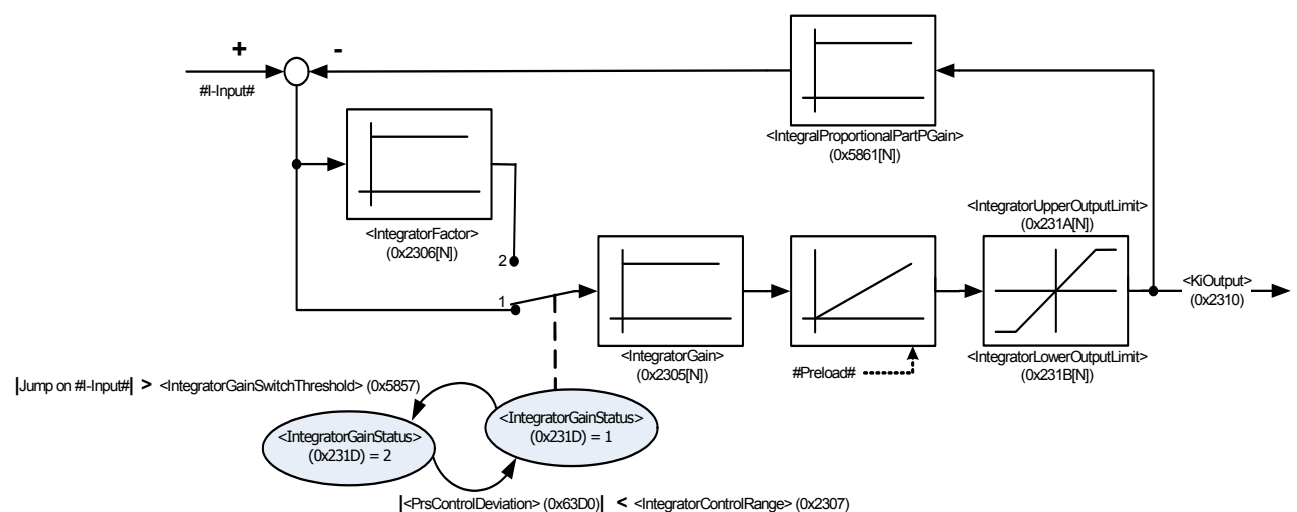 +
-
#I-Input#
<IntegralProportionalPartPGain>
(0x5861[N])
<IntegratorFactor>
(0x2306[N])
<IntegratorUpperOutputLimit>
(0x231A[N])
2
1
<KiOutput>
(0x2310)
<IntegratorGain>
(0x2305[N])
#Preload#
<IntegratorLowerOutputLimit>
(0x231B[N])
|Jump on #I-Input#| > <IntegratorGainSwitchThreshold> (0x5857)
<IntegratorGainStatus>
(0x231D) = 1
<IntegratorGainStatus>
(0x231D) = 2
|<PrsControlDeviation> (0x63D0)| < <IntegratorControlRange> (0x2307)